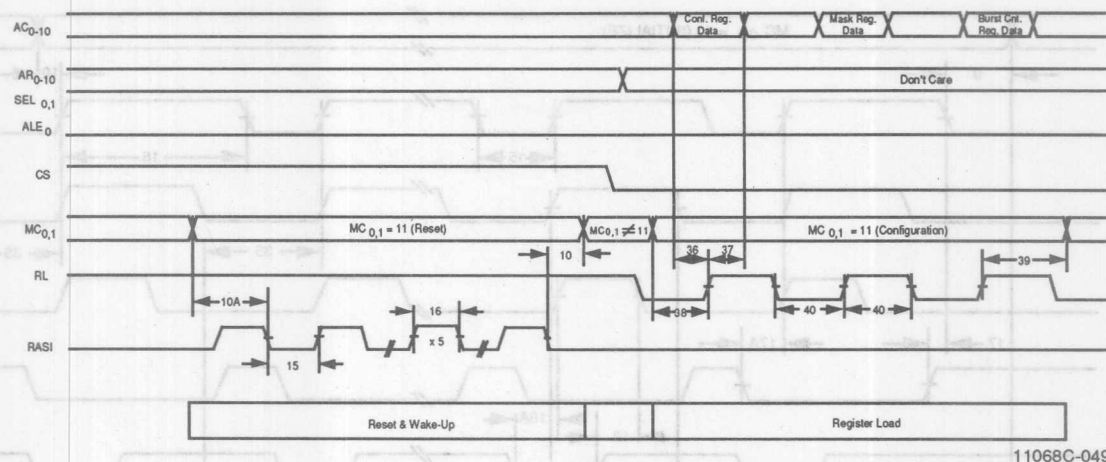 AC0-10
Conf. Reg. Data
Mask Reg. Data
Burst Cnt. Reg. Data
AR0-10
Don't Care
SEL 0,1
ALE0
CS
MC0,1
MC 0,1 = 11 (Reset)
MC0,1 ≠ 11
MC 0,1 = 11 (Configuration)
10
36
37
39
RL
10A
38
40
40
16
x 5
RASI
15
Reset & Wake-Up
Register Load
11068C-049